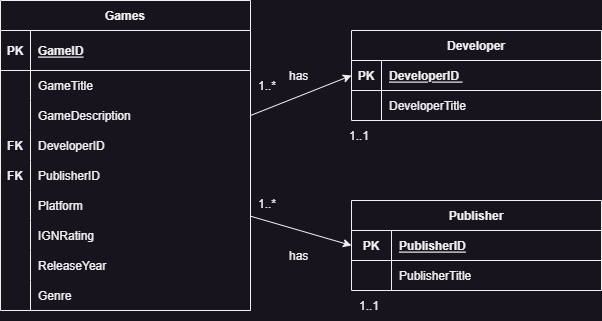 Games
PK GameID
GameTitle
GameDescription
FK DeveloperID
FK PublisherID
Platform
IGNRating
ReleaseYear
Genre
1..* has
Developer
PK DeveloperID
DeveloperTitle
1..1
1..*
has
Publisher
PK PublisherID
PublisherTitle
1..1